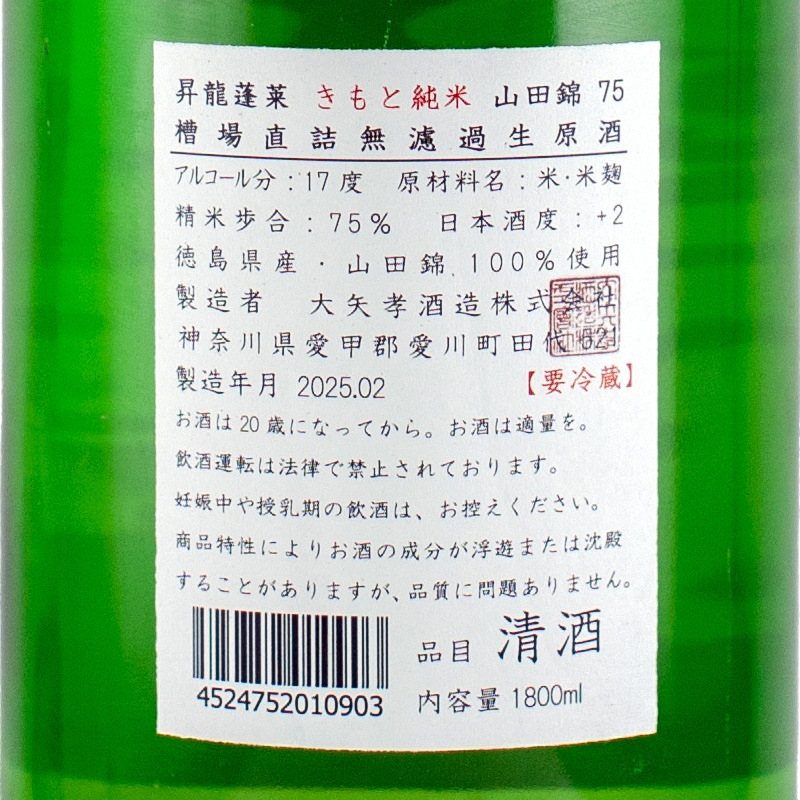 昇龍蓬莱 きもと純米 山田錦 75
槽場直詰無濾過生原酒
アルコール分：17度 原材料名：米・米麹
精米歩合：75% 日本酒度：+2
徳島県産・山田錦 100%使用
製造者 大矢孝酒造株式会社
神奈川県愛甲郡愛川町田代521
製造年月 2025.02
【要冷蔵】
お酒は20歳になってから。お酒は適量を。
飲酒運転は法律で禁止されております。
妊娠中や授乳期の飲酒は、お控えください。
商品特性によりお酒の成分が浮遊または沈殿
することがありますが、品質に問題ありません。
品目 清酒
4524752010903
内容量 1800ml